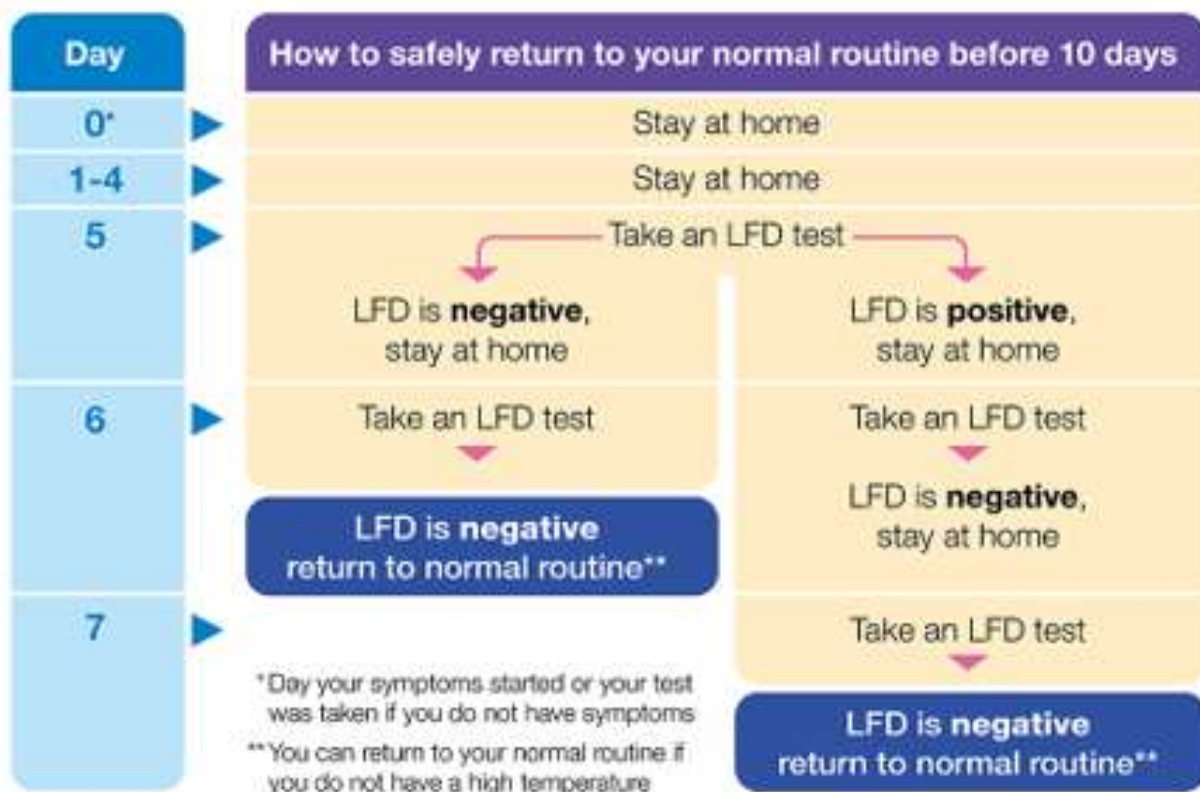 Day
How to safely return to your normal routine before 10 days
0*
Stay at home
1-4
Stay at home
5
Take an LFD test
LFD is negative,
stay at home
LFD is positive,
stay at home
6
Take an LFD test
LFD is negative
return to normal routine**
Take an LFD test
LFD is negative,
stay at home
7
Take an LFD test
LFD is negative
return to normal routine**
*Day your symptoms started or your test
was taken if you do not have symptoms
**You can return to your normal routine if
you do not have a high temperature